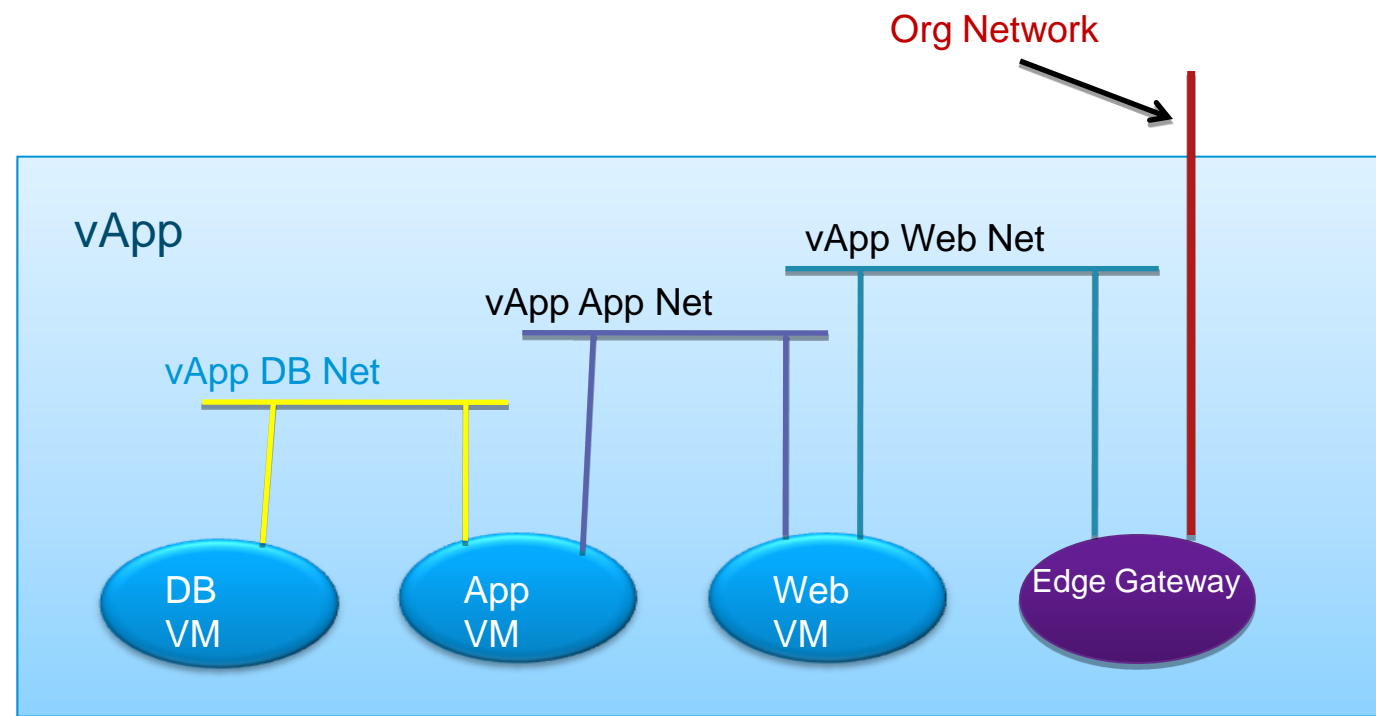 Org Network
vApp
vApp Web Net
vApp App Net
vApp DB Net
DB
VM
App
VM
Web
VM
Edge Gateway